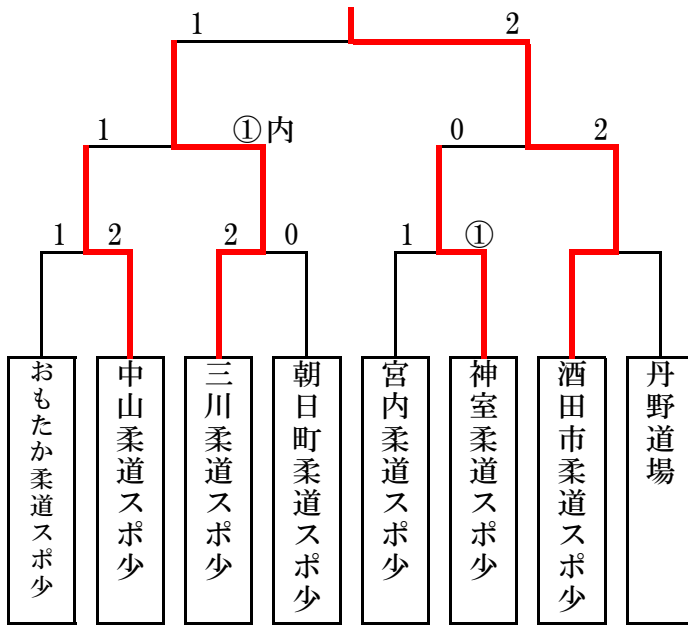 1 2
1 ①内 0 2
1 2 2 0 1 ①
おもたか柔道スポ少
中山柔道スポ少
三川柔道スポ少
朝日町柔道スポ少
宮内柔道スポ少
神室柔道スポ少
酒田市柔道スポ少
丹野道場